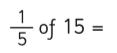 1/5 of 15 =